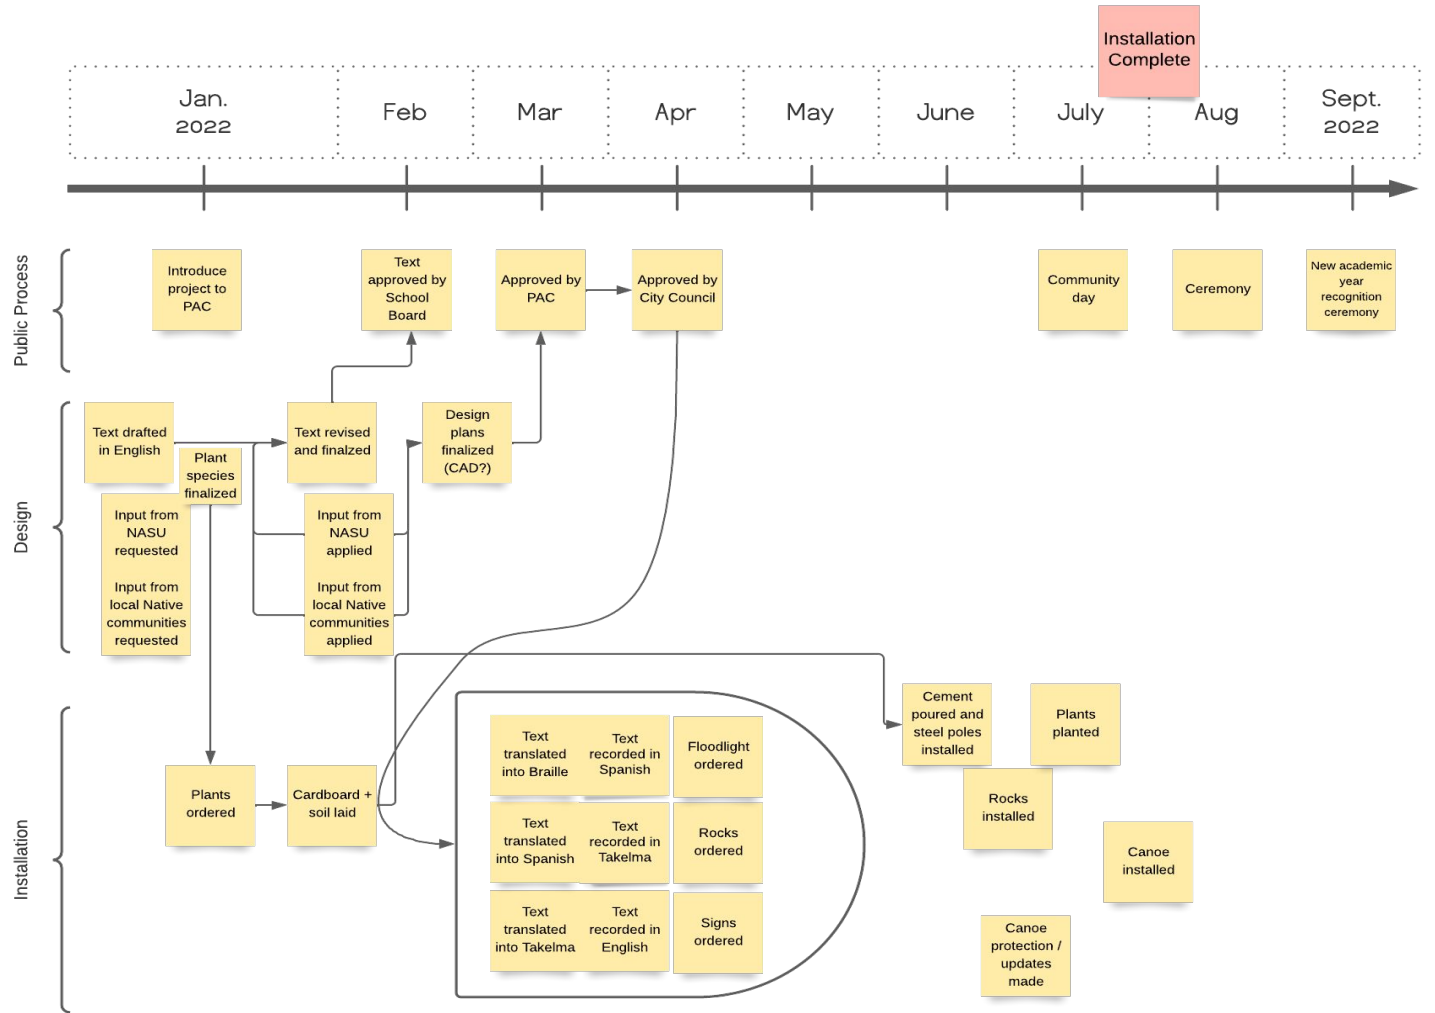 Installation
Complete
Jan.
2022
Feb
Mar
Apr
May
June
July
Aug
Sept.
2022
Public Process
Introduce
project to
PAC
Text
approved by
School
Board
Approved by
PAC
Approved by
City Council
Community
day
Ceremony
New academic
year
recognition
ceremony
Design
Text drafted
in English
Plant
species
finalized
Input from
NASU
requested
Input from
local Native
communities
requested
Text revised
and finalzed
Input from
NASU
applied
Input from
local Native
communities
applied
Design
plans
finalized
(CAD?)
Installation
Plants
ordered
Cardboard +
soil laid
Text
translated
into Braille
Text
recorded in
Spanish
Floodlight
ordered
Text
translated
into Spanish
Text
recorded in
Takelma
Rocks
ordered
Text
translated
into Takelma
Text
recorded in
English
Signs
ordered
Cement
poured and
steel poles
installed
Plants
planted
Rocks
installed
Canoe
installed
Canoe
protection /
updates
made